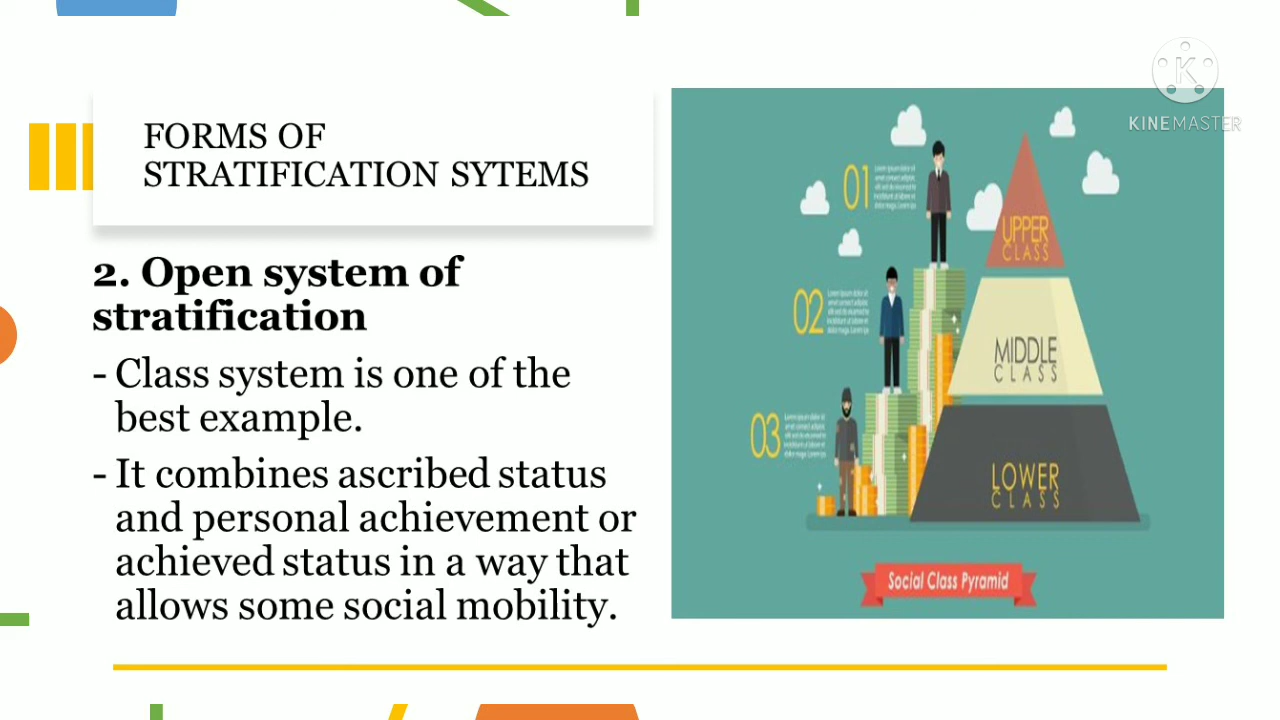 FORMS OF
STRATIFICATION SYTEMS
2. Open system of
stratification
- Class system is one of the
best example.
- It combines ascribed status
and personal achievement or
achieved status in a way that
allows some social mobility.
KINEMASTER
01
02
03
UPPER
CLASS
MIDDLE
CLASS
LOWER
CLASS
Social Class Pyramid